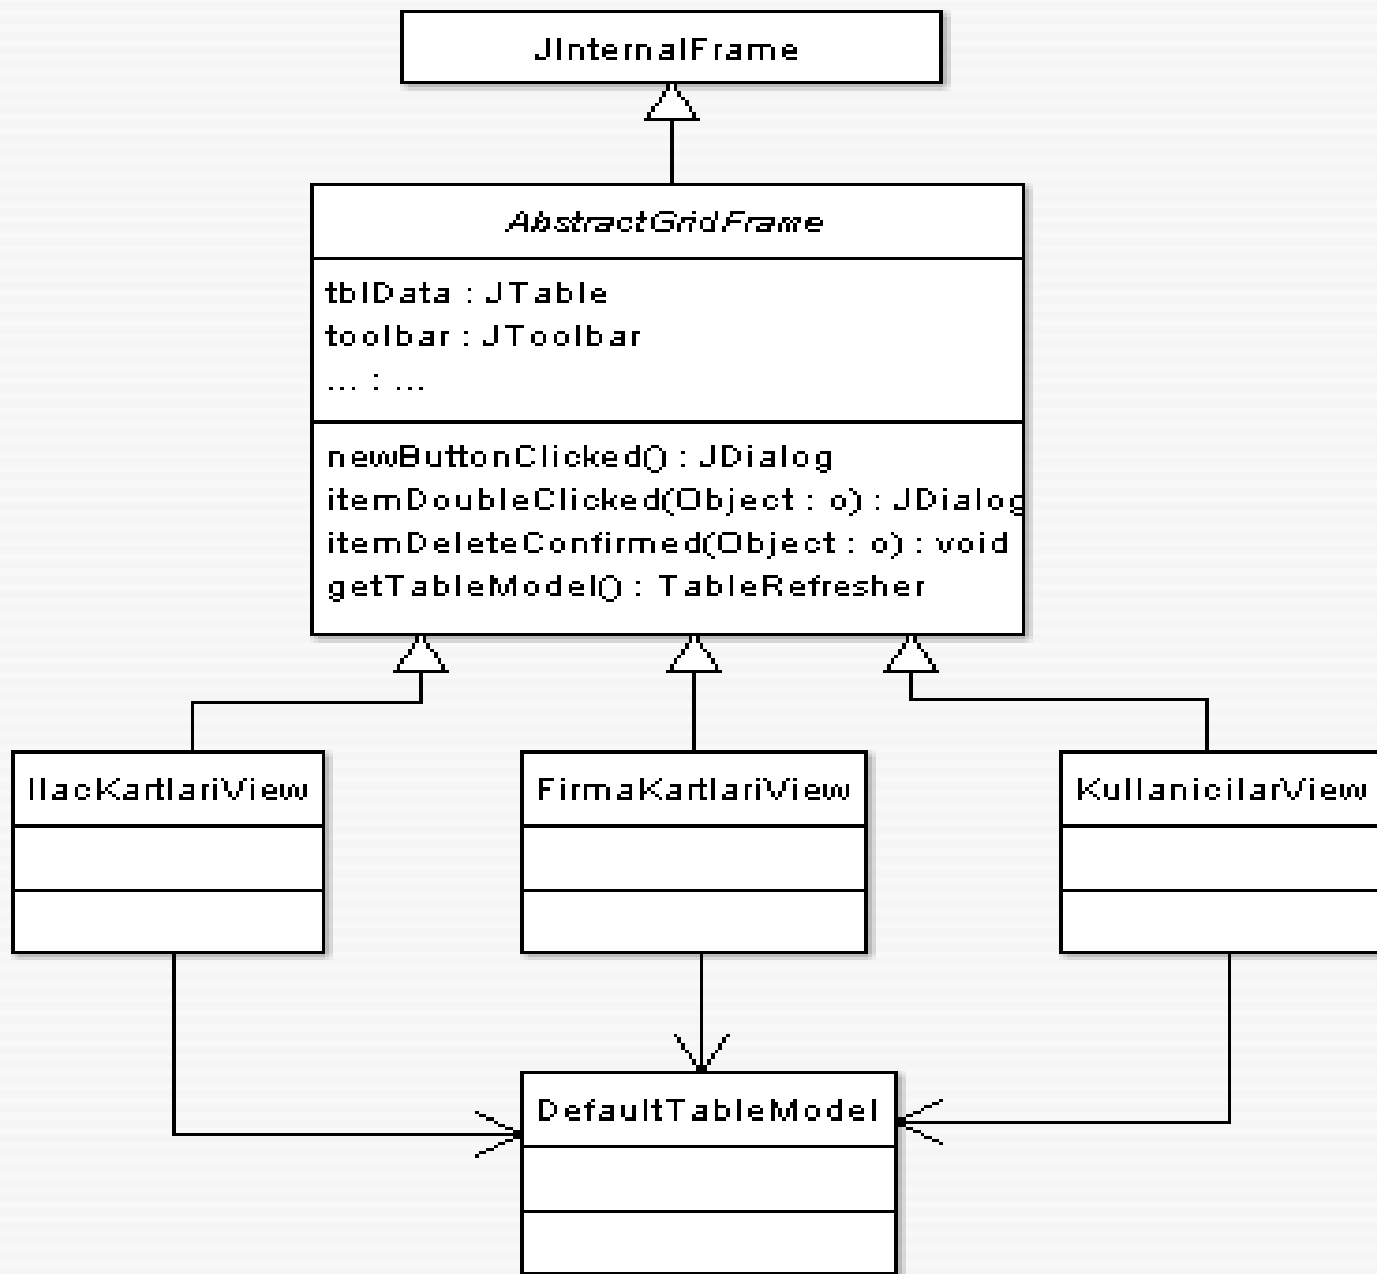 JInternalFrame
AbstractGridFrame
tblData : JTable
toolbar : JToolbar
... : ...
newButtonClicked() : JDialog
itemDoubleClicked(Object : o) : JDialog
itemDeleteConfirmed(Object : o) : void
getTableModel() : TableRefresher
IlacKartlariView
FirmaKartlariView
KullanicilarView
DefaultTableModel